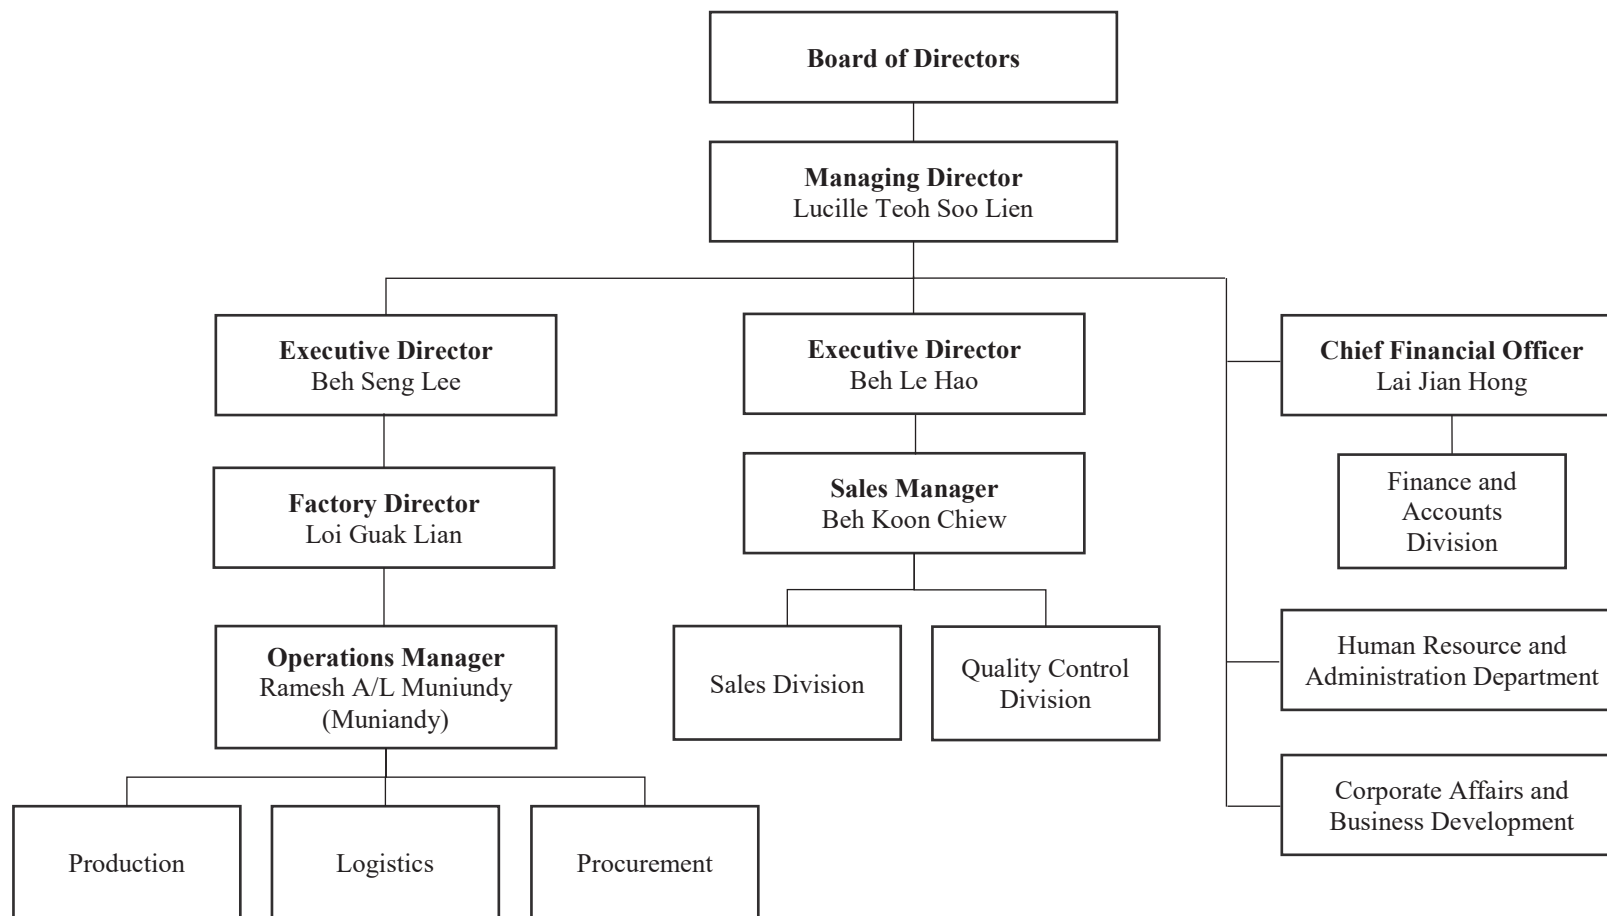 Board of Directors
Managing Director
Lucille Teoh Soo Lien
Executive Director
Beh Seng Lee
Executive Director
Beh Le Hao
Chief Financial Officer
Lai Jian Hong
Factory Director
Loi Guak Lian
Sales Manager
Beh Koon Chiew
Finance and
Accounts
Division
Operations Manager
Ramesh A/L Muniundy
(Muniandy)
Sales Division
Quality Control
Division
Human Resource and
Administration Department
Corporate Affairs and
Business Development
Production
Logistics
Procurement